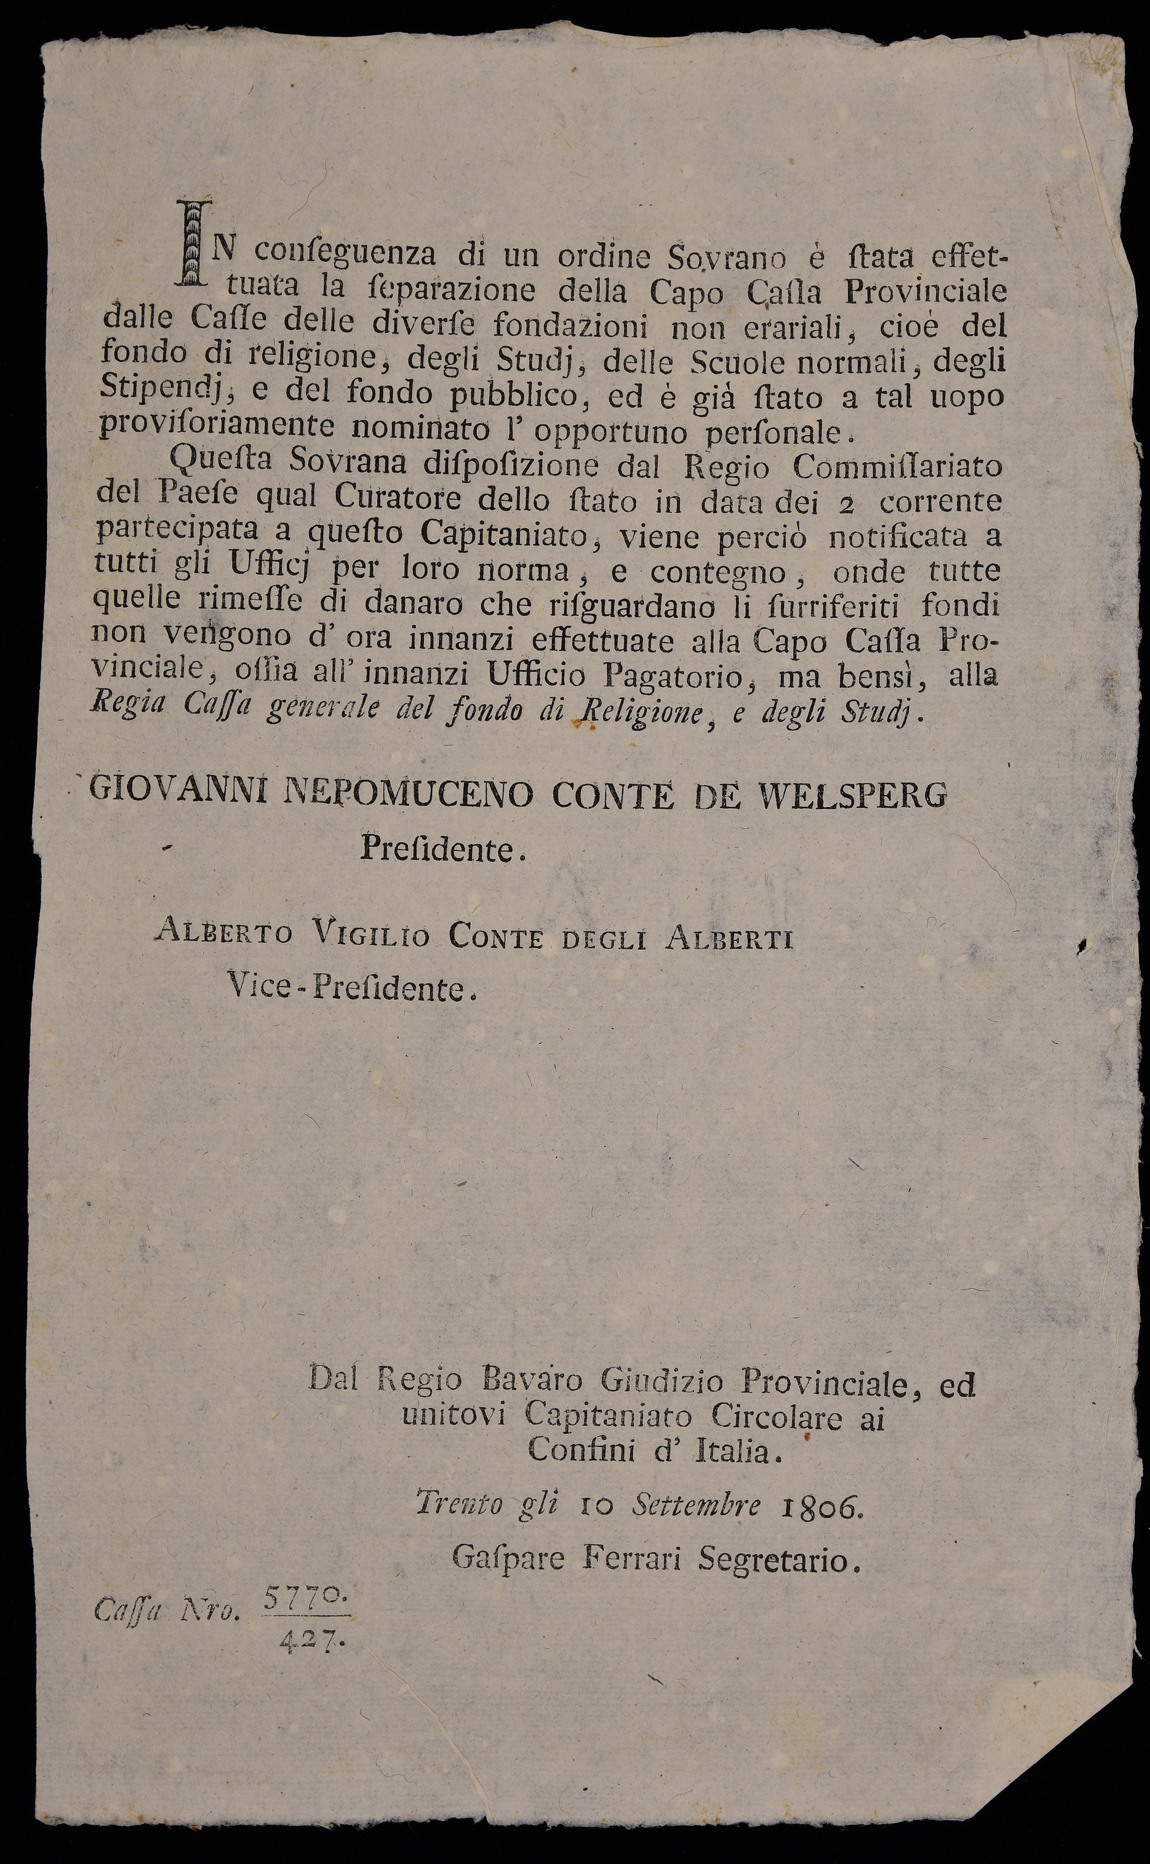 IN conſeguenza di un ordine Sovrano è ſtata effet-
tuata la ſeparazione della Capo Caſſa Provinciale
dalle Caſſe delle diverſe fondazioni non erariali, cioè del
fondo di religione, degli Studj, delle Scuole normali, degli
Stipendj, e del fondo pubblico, ed è già ſtato a tal uopo
proviſoriamente nominato l' opportuno perſonale.
Queſta Sovrana diſpoſizione dal Regio Commiſſariato
del Paeſe qual Curatore dello ſtato in data dei 2 corrente
partecipata a queſto Capitaniato, viene perciò notificata a
tutti gli Ufficj per loro norma, e contegno, onde tutte
quelle rimeſſe di danaro che riſguardano li ſurriferiti fondi
non vengono d' ora innanzi effettuate alla Capo Caſſa Pro-
vinciale, oſſia all' innanzi Ufficio Pagatorio, ma bensì, alla
Regia Caſſa generale del fondo di Religione, e degli Studj.
GIOVANNI NEPOMUCENO CONTE DE WELSPERG
Preſidente.
ALBERTO VIGILIO CONTE DEGLI ALBERTI
Vice-Preſidente.
Dal Regio Bavaro Giudizio Provinciale, ed
unitovi Capitaniato Circolare ai
Confini d' Italia.
Trento gli 10 Settembre 1806.
Gaſpare Ferrari Segretario.
Caſſa Nro. 5770.
427.